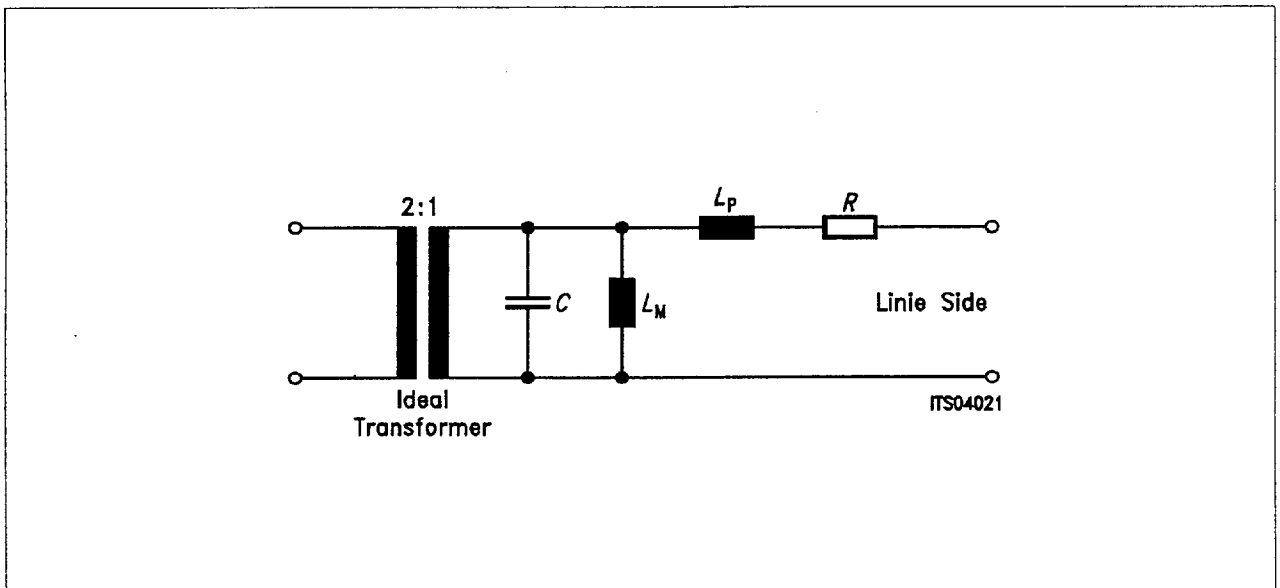 2:1
L_P
R
C
L_M
Linie Side
Ideal
Transformer
ITS04021